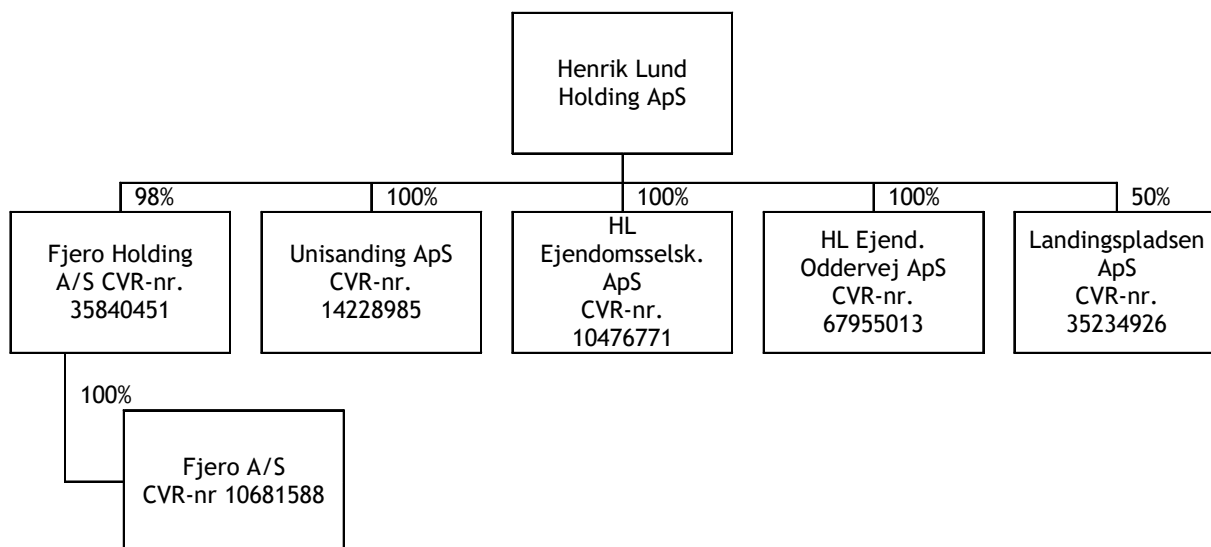 Henrik Lund
Holding ApS
98%
100%
100%
100%
50%
Fjero Holding
A/S CVR-nr.
35840451
Unisanding ApS
CVR-nr.
14228985
HL
Ejendomsselsk.
ApS
CVR-nr.
10476771
HL Ejend.
Oddervej ApS
CVR-nr.
67955013
Landingspladsen
ApS
CVR-nr.
35234926
100%
Fjero A/S
CVR-nr 10681588